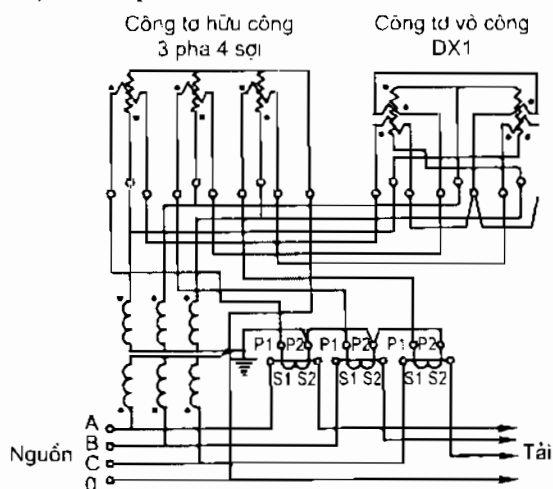 Công tơ hữu công
3 pha 4 sợi
Công tơ vô công
DX1
P1 P2 P1 P2 P1 P2
S1 S2 S1 S2 S1 S2
A
B
Nguồn C Tải
g